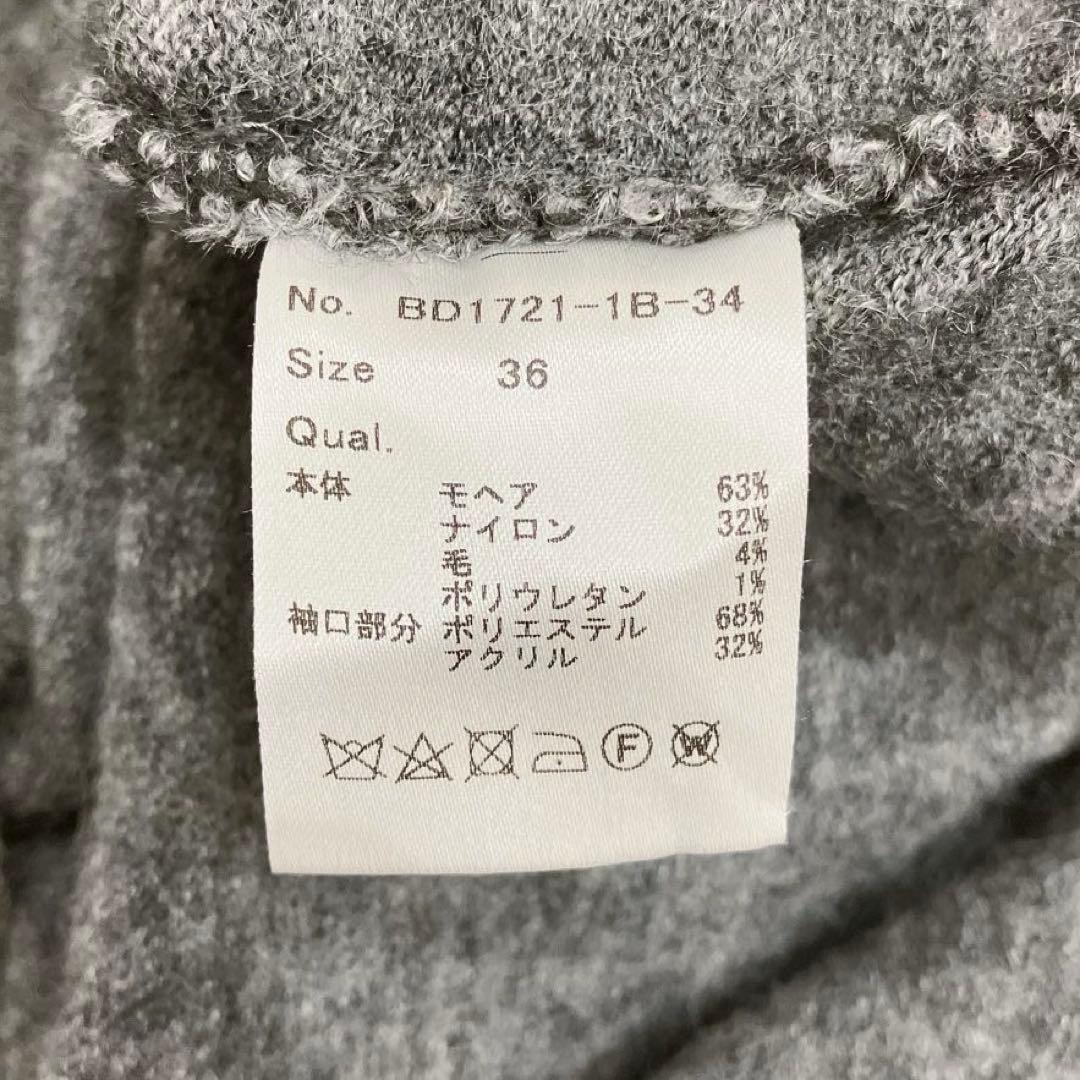 No. BD1721-1B-34
Size 36
Qual.
本体 モヘア 63%
ナイロン 32%
毛 4%
ポリウレタン 1%
袖口部分 ポリエステル 68%
アクリル 32%
F W